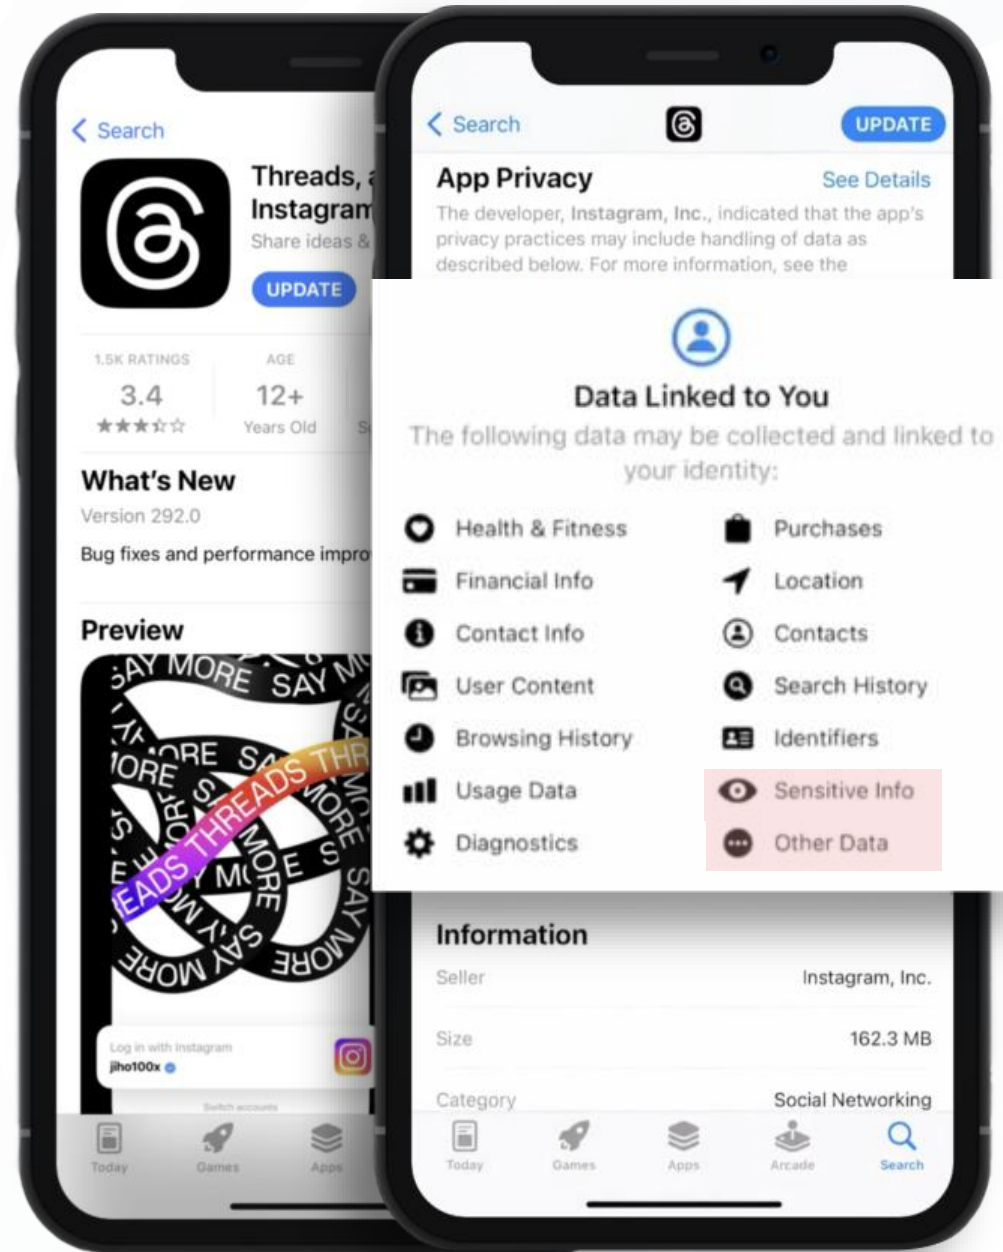 Search
Threads, a
Instagram
Share ideas &
UPDATE
1.5K RATINGS
3.4
AGE
12+
Years Old
What's New
Version 292.0
Bug fixes and performance impro
Preview
SAY MORE SAY
THREADS THR
EADS
SAY MORE
Log in with Instagram
jiho100x
Switch accounts
Today
Games
Apps
Search
UPDATE
App Privacy
See Details
The developer, Instagram, Inc., indicated that the app's
privacy practices may include handling of data as
described below. For more information, see the
Data Linked to You
The following data may be collected and linked to
your identity:
Health & Fitness
Purchases
Financial Info
Location
Contact Info
Contacts
User Content
Search History
Browsing History
Identifiers
Usage Data
Sensitive Info
Diagnostics
Other Data
Information
Seller
Instagram, Inc.
Size
162.3 MB
Category
Social Networking
Today
Games
Apps
Arcade
Search